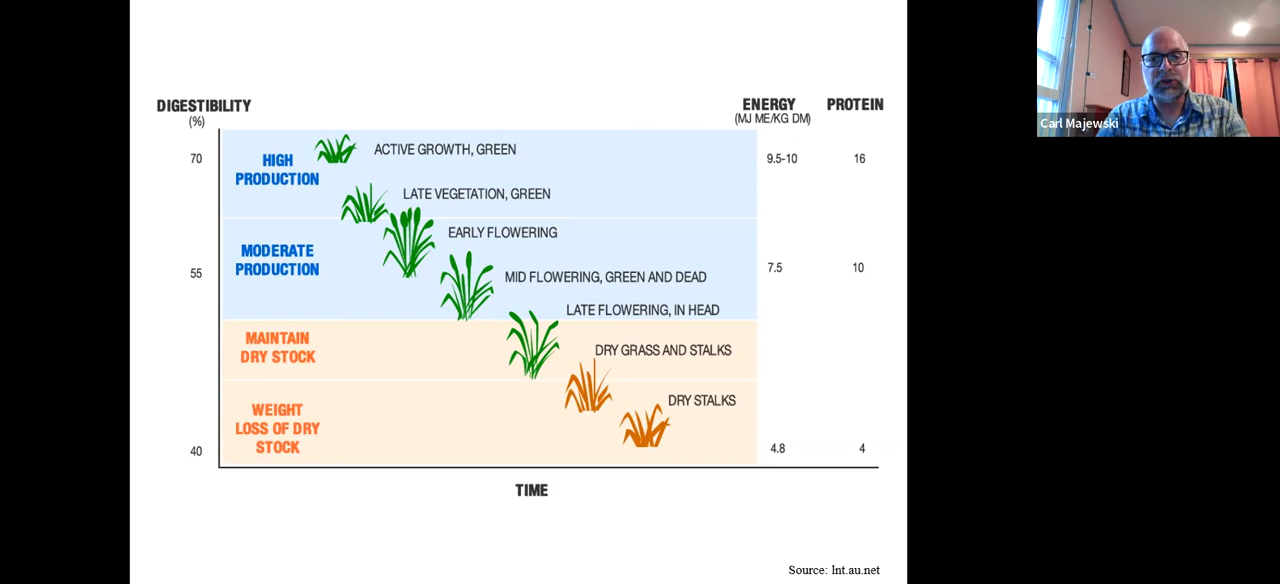 DIGESTIBILITY
(%)
ENERGY
(MJ ME/KG DM)
PROTEIN
70
HIGH
PRODUCTION
ACTIVE GROWTH, GREEN
9.5-10
16
LATE VEGETATION, GREEN
EARLY FLOWERING
MODERATE
PRODUCTION
55
MID FLOWERING, GREEN AND DEAD
7.5
10
LATE FLOWERING, IN HEAD
MAINTAIN
DRY STOCK
DRY GRASS AND STALKS
DRY STALKS
WEIGHT
LOSS OF DRY
STOCK
40
4.8
4
TIME
Source: lnt.au.net
Carl Majewski